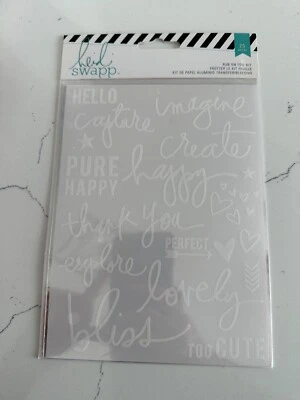 heidi
swapp
RUB ON FOIL KIT
HELLO
imagine
capture
create
PURE
HAPPY
happy
thank you
PERFECT
explore
lovely
bliss
TOO CUTE